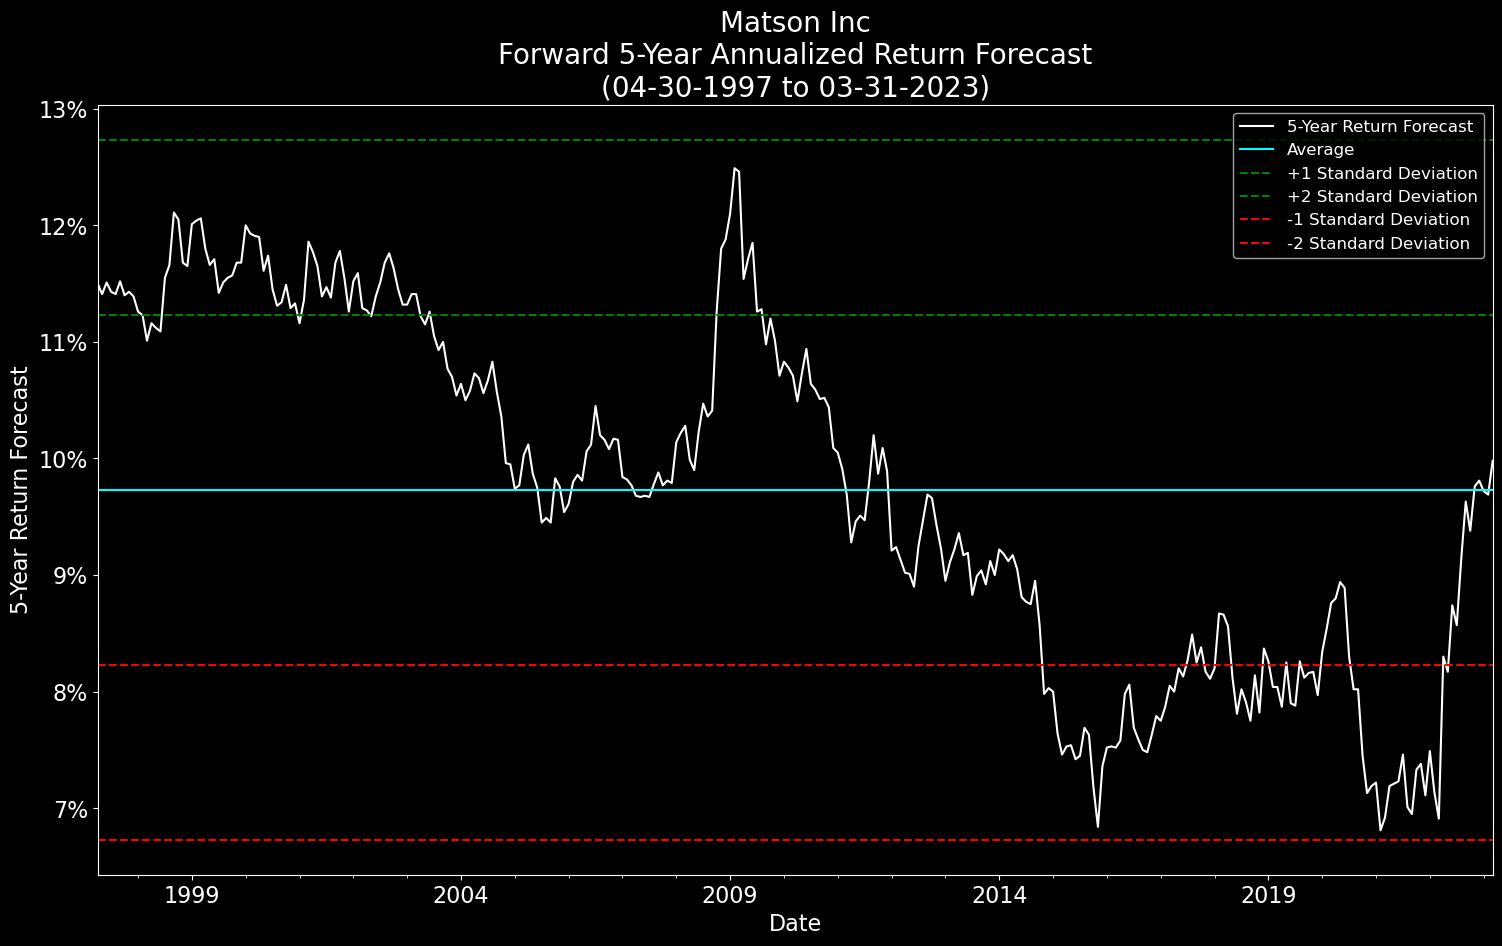 Matson Inc
Forward 5-Year Annualized Return Forecast
(04-30-1997 to 03-31-2023)
13%
12%
11%
10%
9%
8%
7%
5-Year Return Forecast
5-Year Return Forecast
Average
+1 Standard Deviation
+2 Standard Deviation
-1 Standard Deviation
-2 Standard Deviation
1999
2004
2009
2014
2019
Date